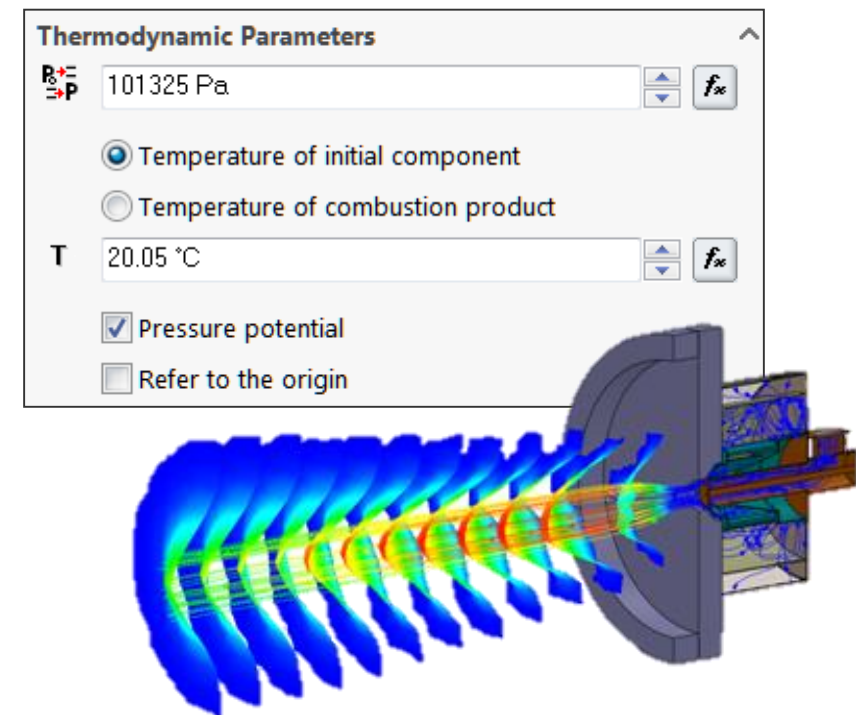 Thermodynamic Parameters
101325 Pa
Temperature of initial component
Temperature of combustion product
T 20.05 °C
Pressure potential
Refer to the origin